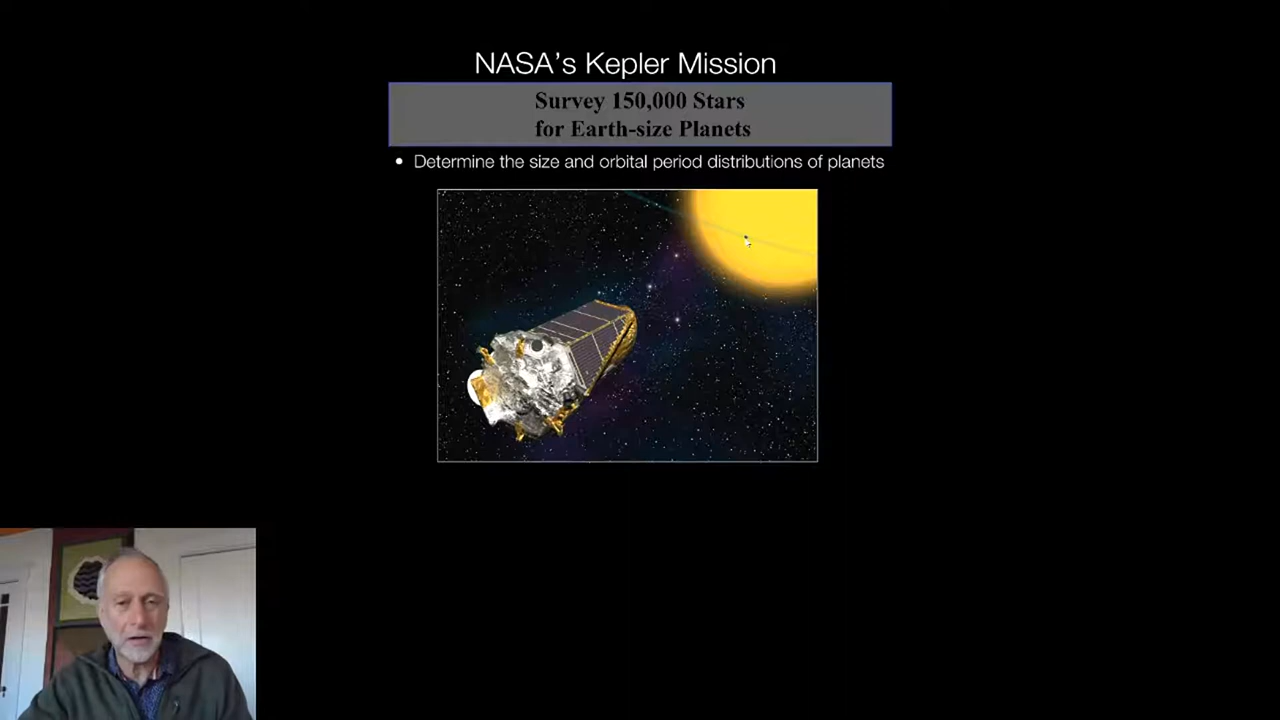 NASA's Kepler Mission
Survey 150,000 Stars
for Earth-size Planets
• Determine the size and orbital period distributions of planets